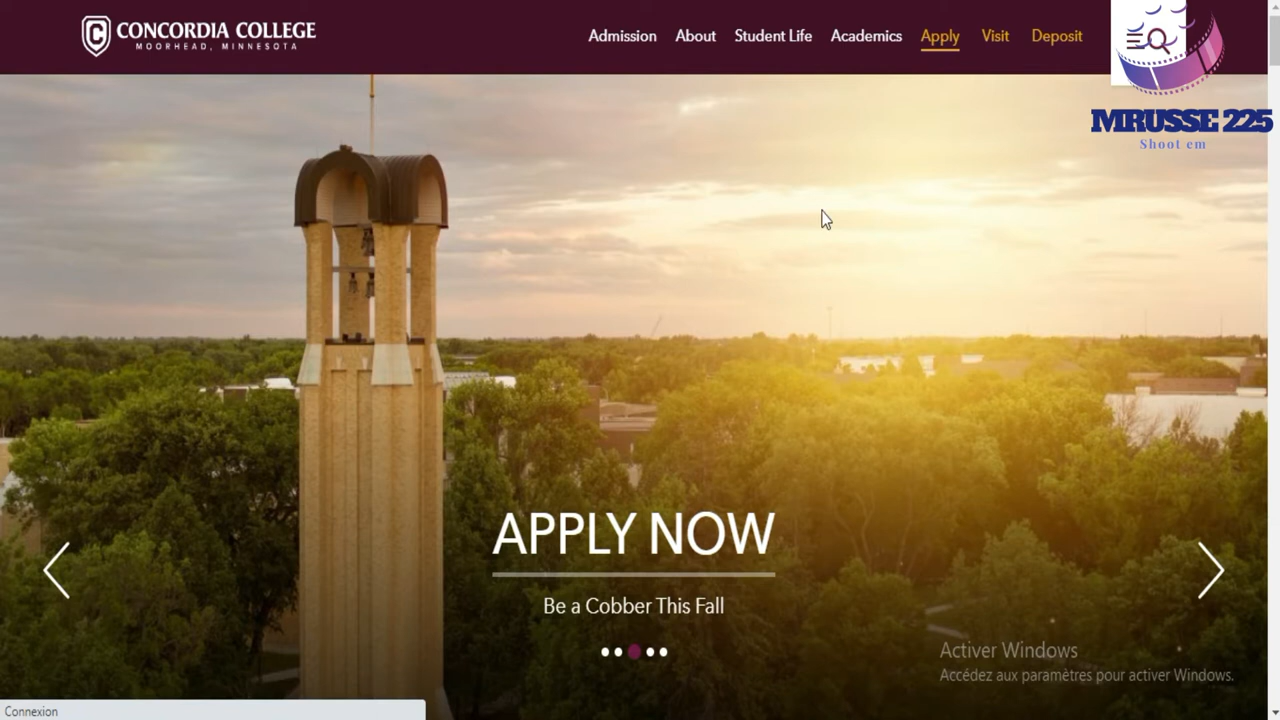 CONCORDIA COLLEGE
MOORHEAD, MINNESOTA
Admission About Student Life Academics Apply Visit Deposit
MRUSSE 225
Shoot em
APPLY NOW
Be a Cobber This Fall
Activer Windows
Accédez aux paramètres pour activer Windows.
Connexion